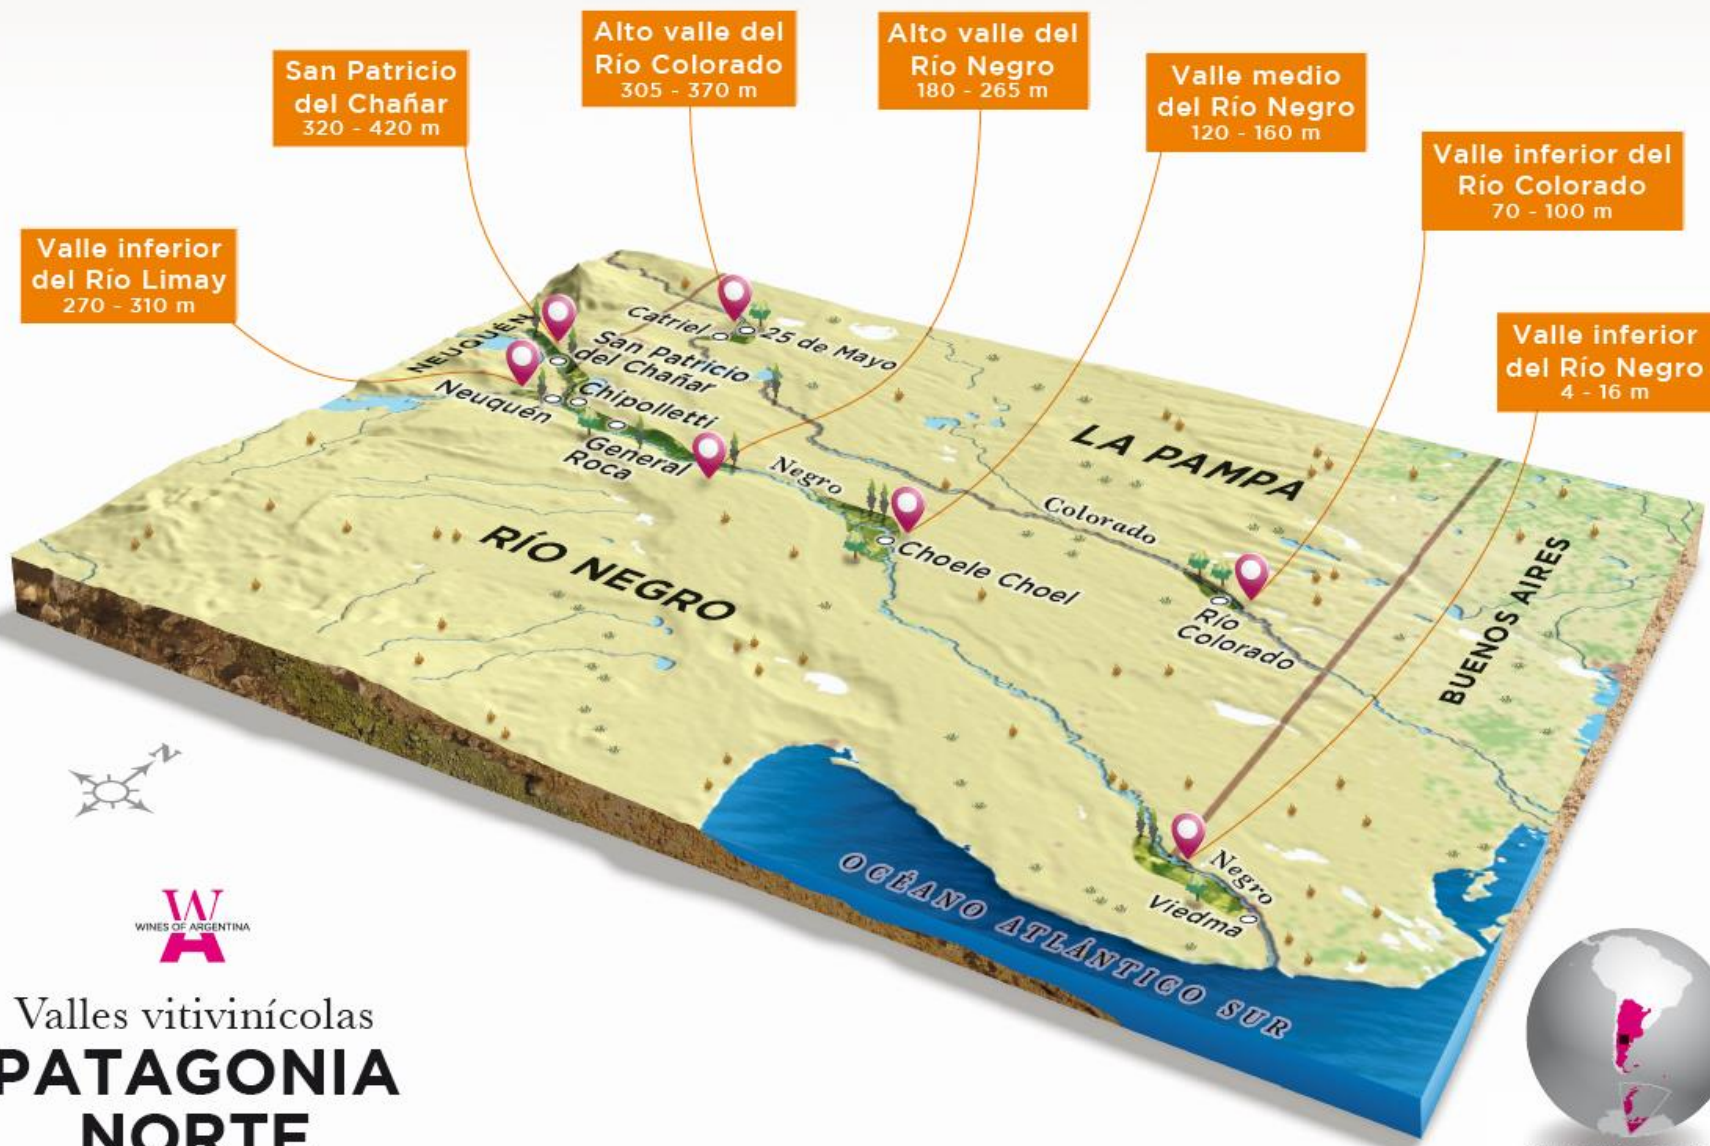 Alto valle del
Río Colorado
305 - 370 m
Alto valle del
Río Negro
180 - 265 m
San Patricio
del Chañar
320 - 420 m
Valle medio
del Río Negro
120 - 160 m
Valle inferior del
Río Colorado
70 - 100 m
Valle inferior
del Río Limay
270 - 310 m
Valle inferior
del Río Negro
4 - 16 m
NEUQUÉN
Catriel
25 de Mayo
San Patricio
del Chañar
Neuquén
Chipolletti
General
Roca
Negro
LA PAMPA
Colorado
RÍO NEGRO
Choele Choel
Río
Colorado
BUENOS AIRES
Negro
Viedma
OCÉANO ATLÁNTICO SUR
N
WA
WINES OF ARGENTINA
Valles vitivinícolas
PATAGONIA
NORTE